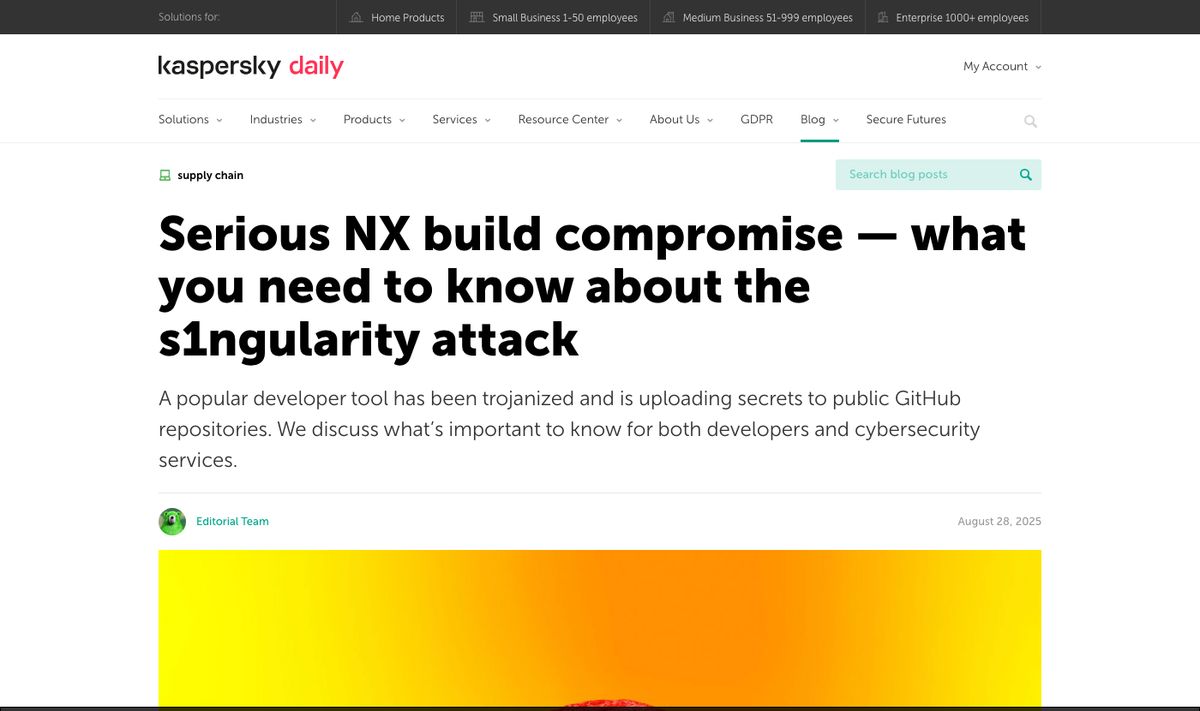 Solutions for:
Home Products
Small Business 1-50 employees
Medium Business 51-999 employees
Enterprise 1000+ employees
kaspersky daily
My Account
Solutions
Industries
Products
Services
Resource Center
About Us
GDPR
Blog
Secure Futures
supply chain
Search blog posts
Serious NX build compromise — what
you need to know about the
s1ngularity attack
A popular developer tool has been trojanized and is uploading secrets to public GitHub
repositories. We discuss what’s important to know for both developers and cybersecurity
services.
Editorial Team
August 28, 2025